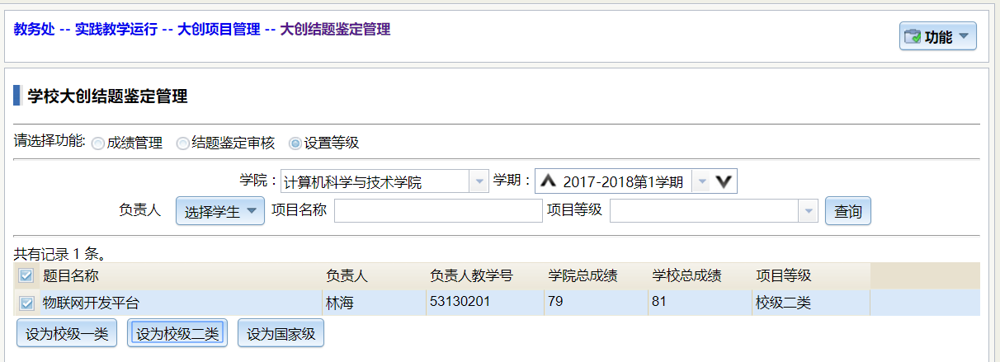 教务处 -- 实践教学运行 -- 大创项目管理 -- 大创结题鉴定管理
功能
学校大创结题鉴定管理
请选择功能: 成绩管理 结题鉴定审核 设置等级
学院： 计算机科学与技术学院 学期： 2017-2018第1学期
负责人 选择学生 项目名称 项目等级 查询
共有记录 1 条。
题目名称 负责人 负责人教学号 学院总成绩 学校总成绩 项目等级
物联网开发平台 林海 53130201 79 81 校级二类
设为校级一类 设为校级二类 设为国家级